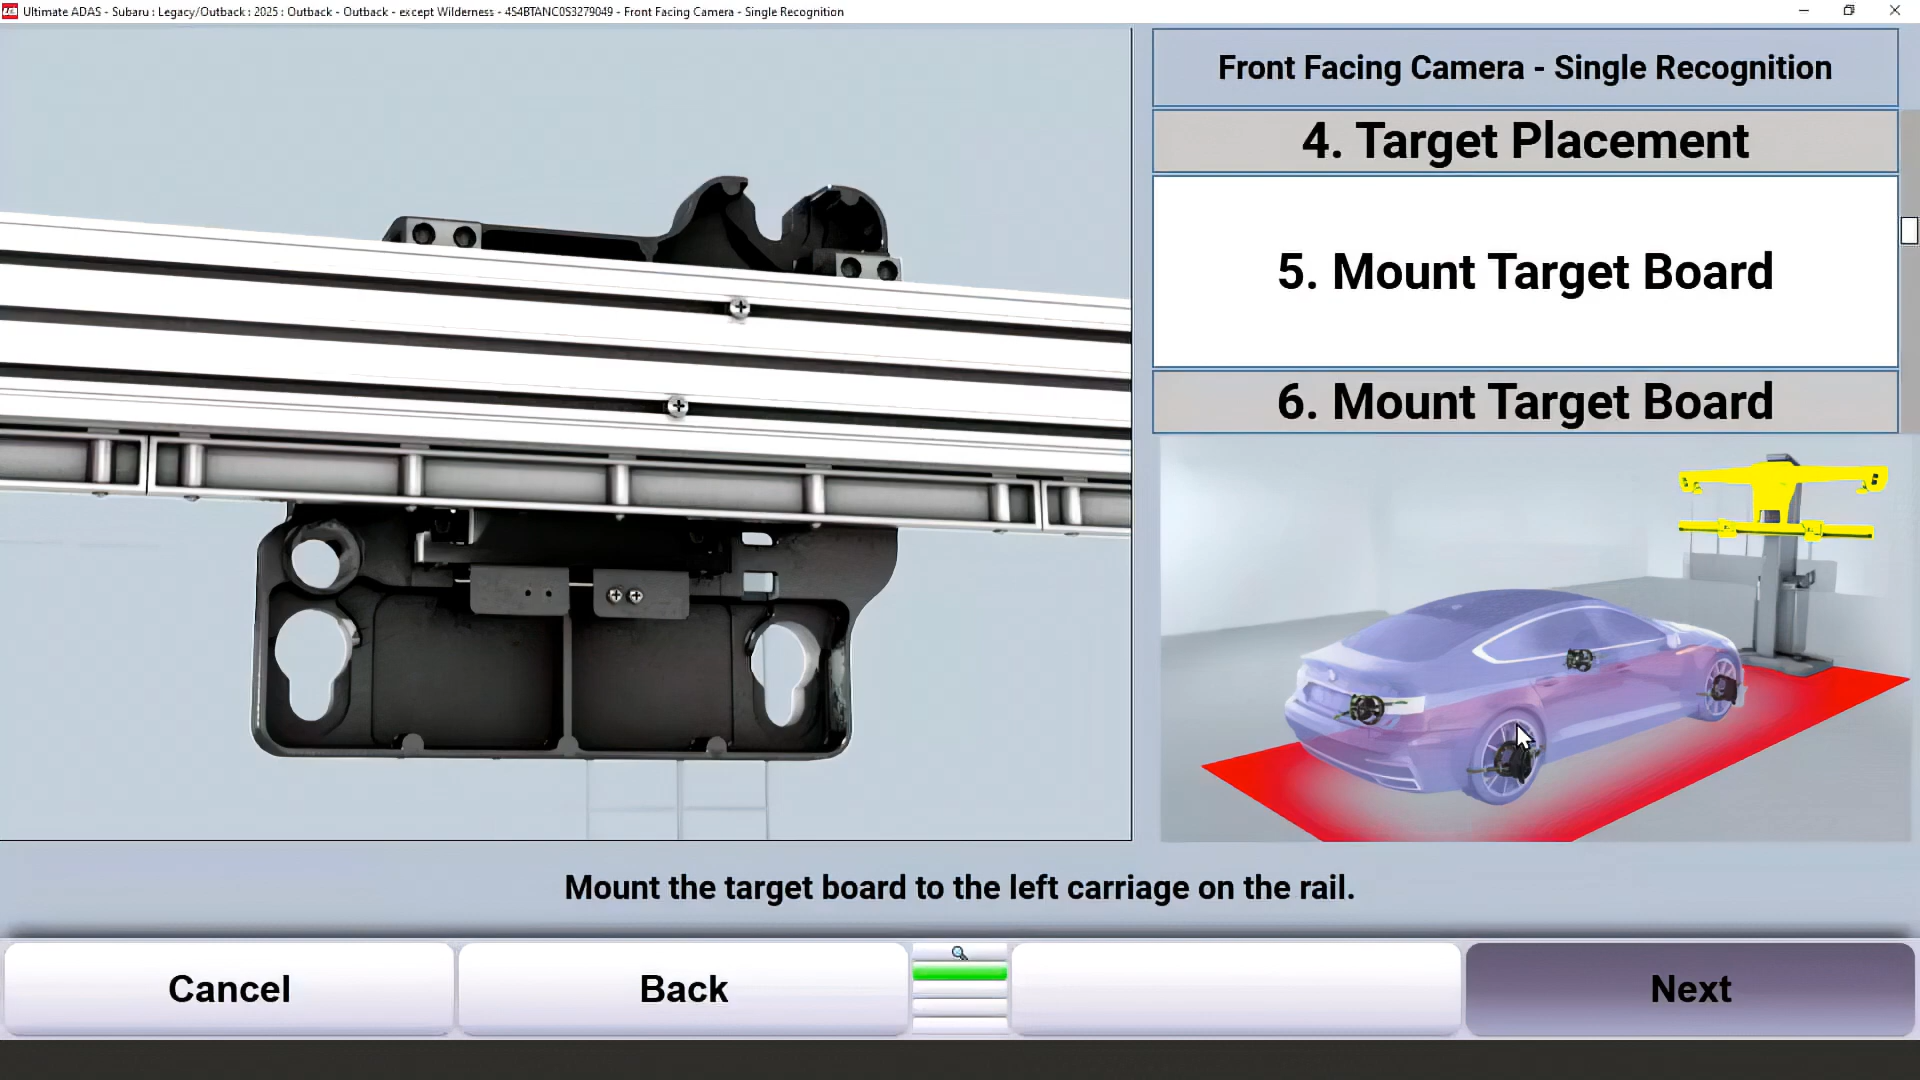 Ultimate ADAS - Subaru : Legacy/Outback : 2025 : Outback - Outback - except Wilderness - 4S4BTANC0S3279049 - Front Facing Camera - Single Recognition
Front Facing Camera - Single Recognition
4. Target Placement
5. Mount Target Board
6. Mount Target Board
Mount the target board to the left carriage on the rail.
Cancel
Back
Next